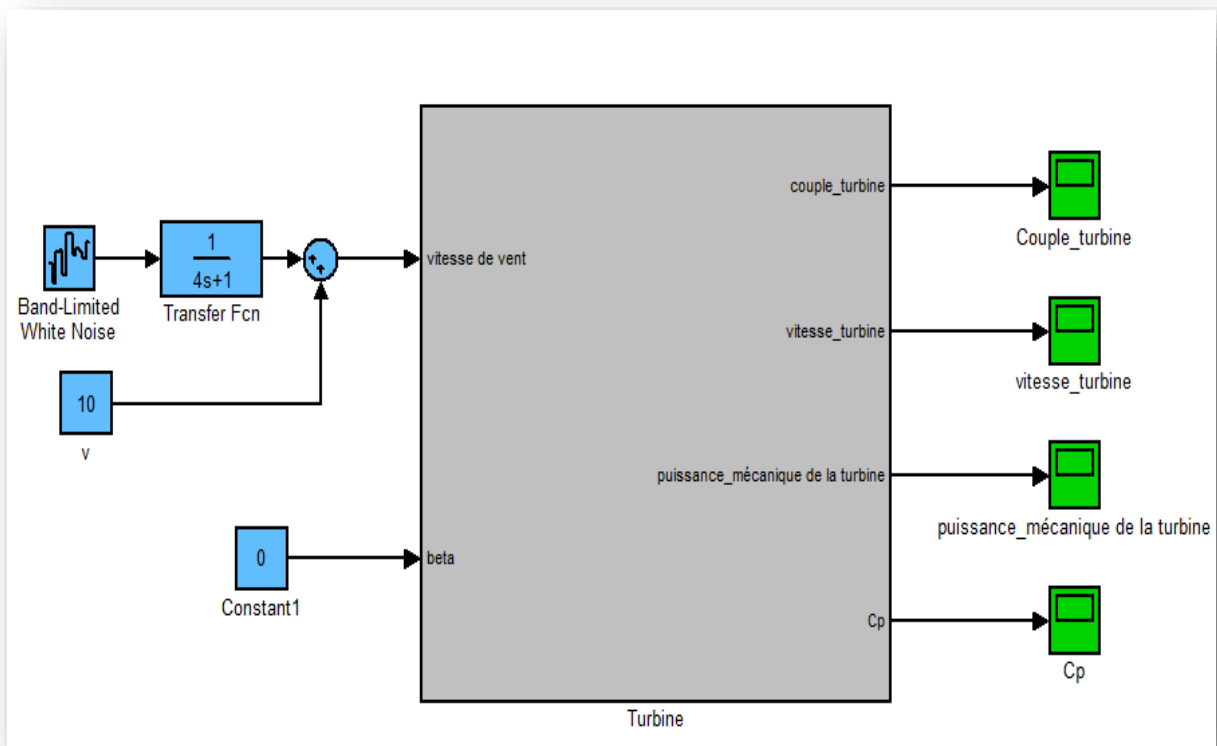 couple_turbine
Couple_turbine
1
4s+1
vitesse de vent
Band-Limited
White Noise
Transfer Fcn
vitesse_turbine
vitesse_turbine
10
v
puissance_mécanique de la turbine
puissance_mécanique de la turbine
0
beta
Constant1
Cp
Cp
Turbine